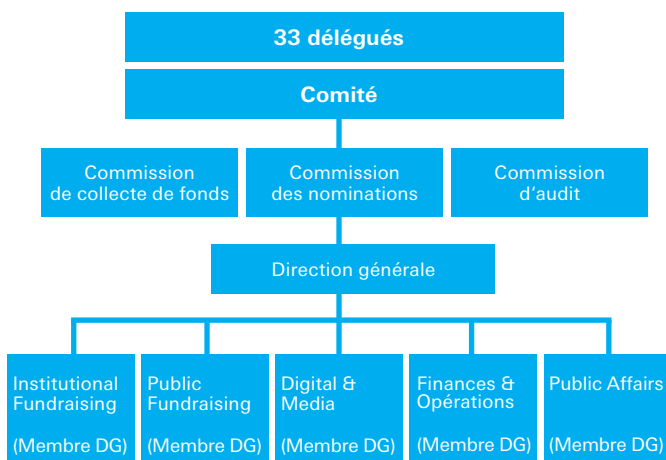 33 délégués
Comité
Commission
de collecte de fonds
Commission
des nominations
Commission
d‘audit
Direction générale
Institutional
Fundraising
(Membre DG)
Public
Fundraising
(Membre DG)
Digital &
Media
(Membre DG)
Finances &
Opérations
(Membre DG)
Public Affairs
(Membre DG)